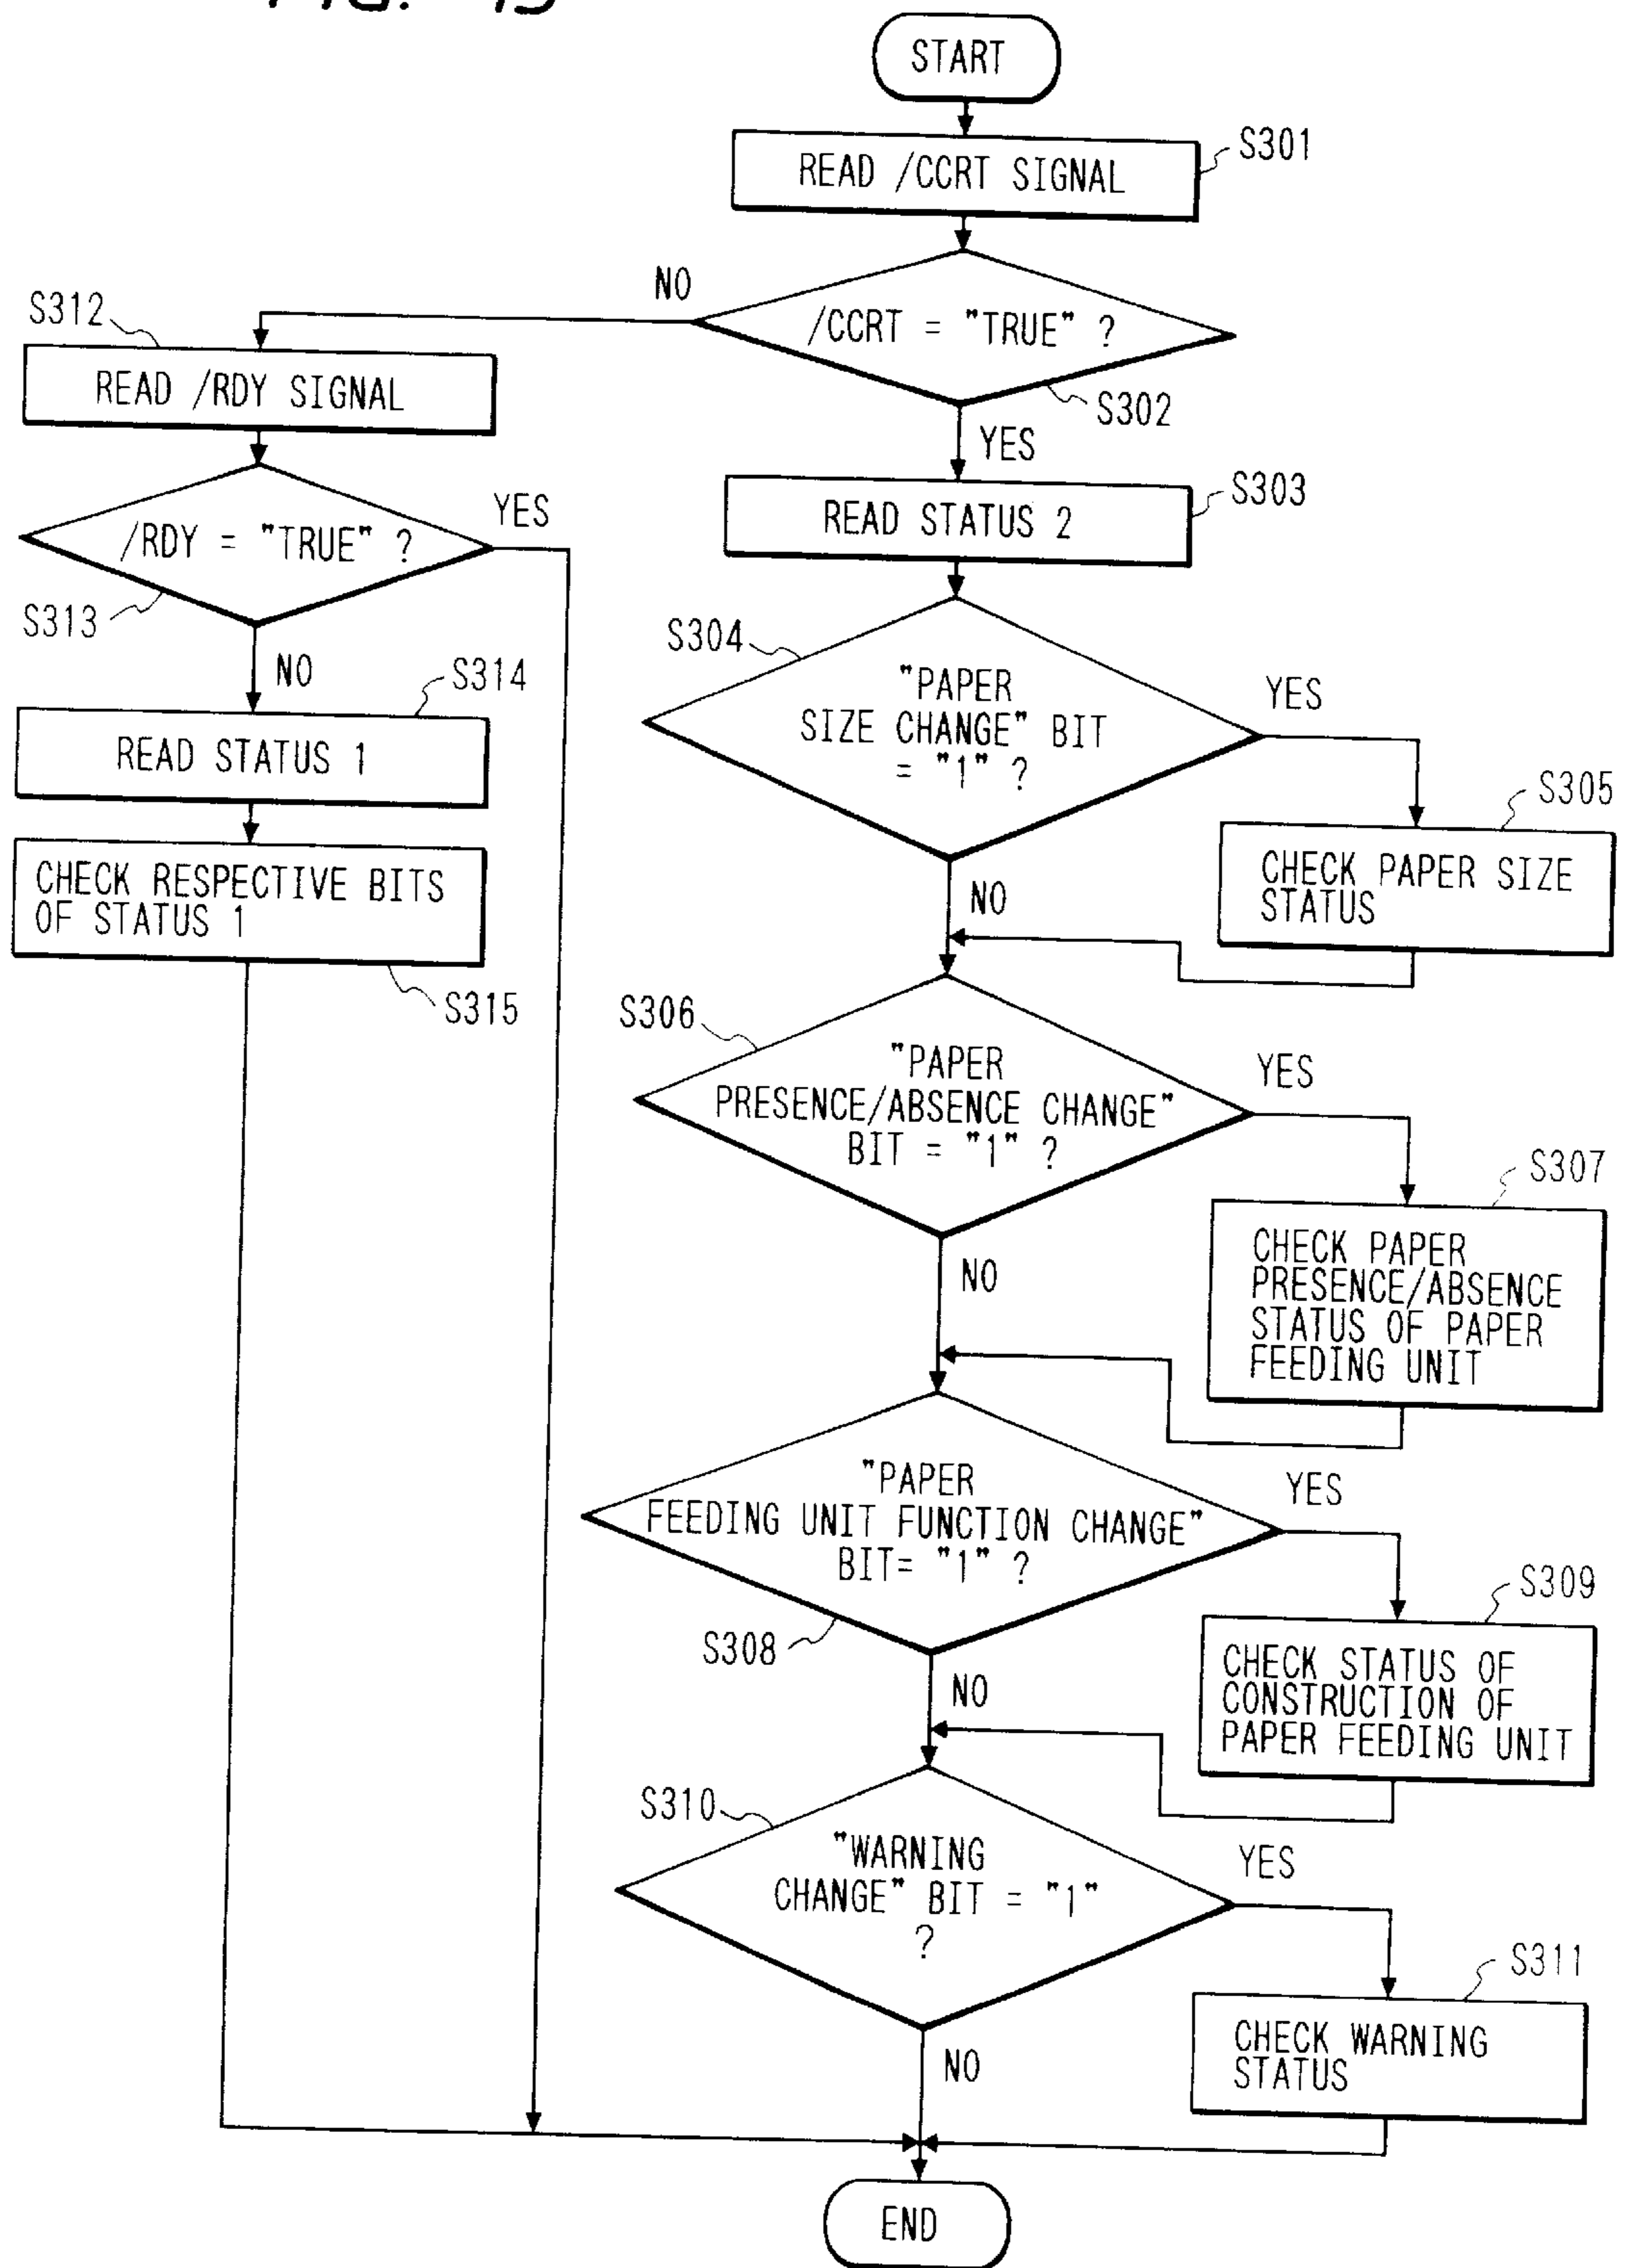 START
READ /CCRT SIGNAL
S301
NO
/CCRT = "TRUE" ?
S302
S312
READ /RDY SIGNAL
YES
/RDY = "TRUE" ?
S313
YES
READ STATUS 2
S303
NO
S314
READ STATUS 1
CHECK RESPECTIVE BITS
OF STATUS 1
S315
S304
"PAPER
SIZE CHANGE" BIT
= "1" ?
YES
S305
CHECK PAPER SIZE
STATUS
NO
S306
"PAPER
PRESENCE/ABSENCE CHANGE"
BIT = "1" ?
YES
S307
CHECK PAPER
PRESENCE/ABSENCE
STATUS OF PAPER
FEEDING UNIT
NO
"PAPER
FEEDING UNIT FUNCTION CHANGE"
BIT= "1" ?
YES
S308
S309
CHECK STATUS OF
CONSTRUCTION OF
PAPER FEEDING UNIT
NO
S310
"WARNING
CHANGE" BIT = "1"
?
YES
S311
CHECK WARNING
STATUS
NO
END